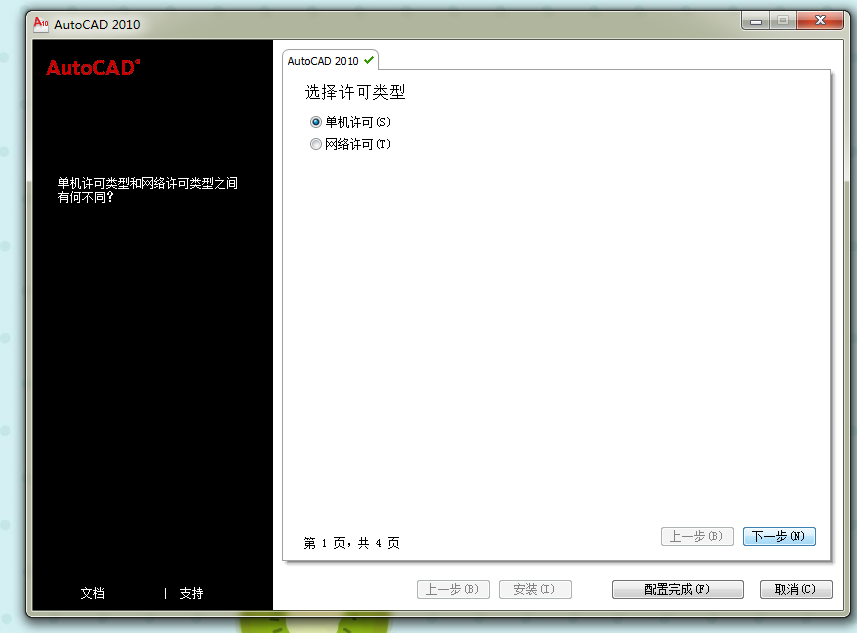 AutoCAD 2010
AutoCAD
单机许可类型和网络许可类型之间
有何不同?
AutoCAD 2010
选择许可类型
单机许可(S)
网络许可(T)
第 1 页，共 4 页
上一步(B)
下一步(N)
文档 | 支持
上一步(B)
安装(I)
配置完成(F)
取消(C)